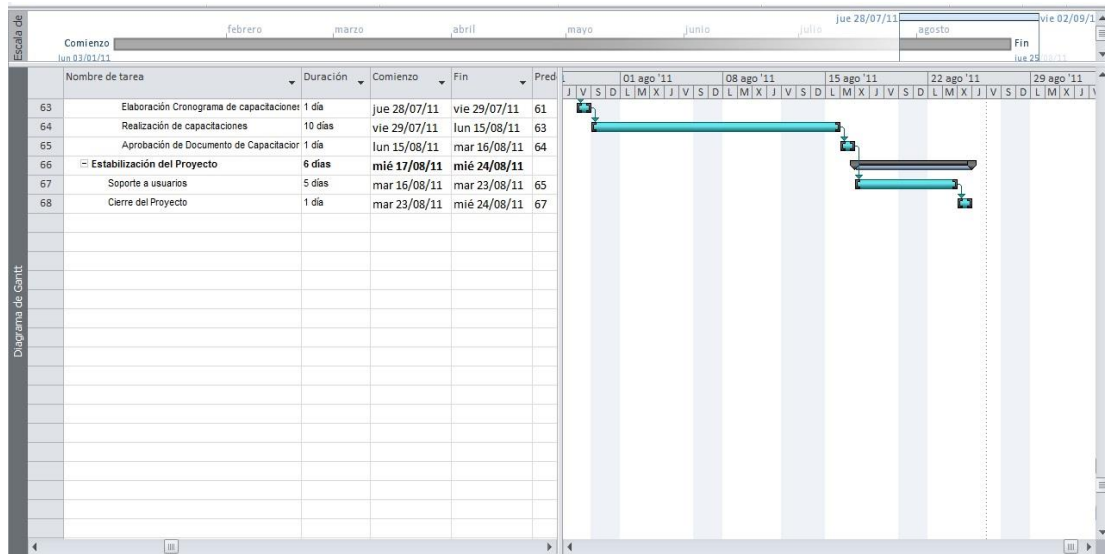 Escala de
jue 28/07/11 vie 02/09/1
febrero marzo abril mayo junio julio agosto
Comienzo Fin
lun 03/01/11 jue 25
Diagrama de Gantt
Nombre de tarea Duración Comienzo Fin Pred
01 ago '11 08 ago '11 15 ago '11 22 ago '11 29 ago '11
J V S D L M X J V S D L M X J V S D L M X J V S D L M X J V S D L M X J V
63 Elaboración Cronograma de capacitaciones 1 día jue 28/07/11 vie 29/07/11 61
64 Realización de capacitaciones 10 días vie 29/07/11 lun 15/08/11 63
65 Aprobación de Documento de Capacitacior 1 día lun 15/08/11 mar 16/08/11 64
66 Estabilización del Proyecto 6 días mié 17/08/11 mié 24/08/11
67 Soporte a usuarios 5 días mar 16/08/11 mar 23/08/11 65
68 Cierre del Proyecto 1 día mar 23/08/11 mié 24/08/11 67